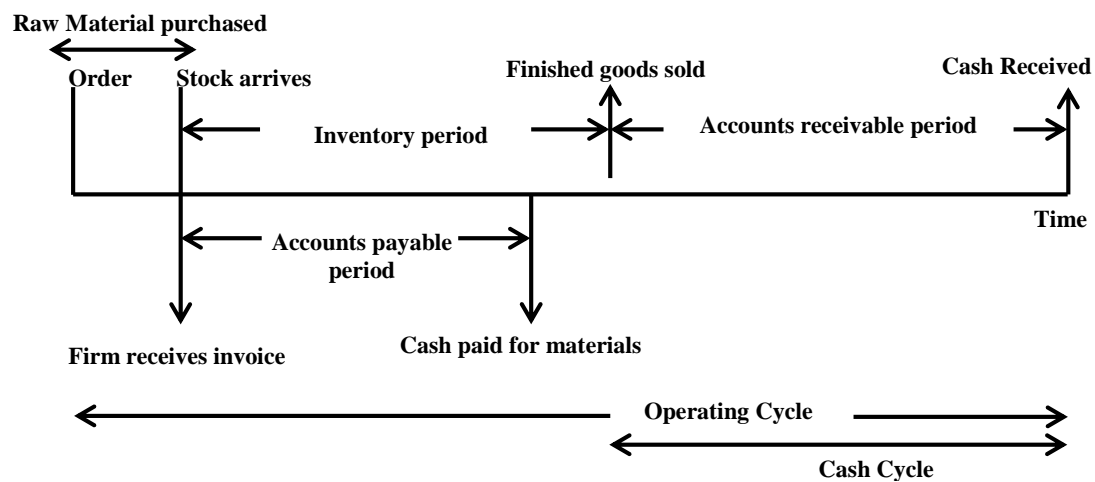 Raw Material purchased
Order
Stock arrives
Finished goods sold
Cash Received
Inventory period
Accounts receivable period
Time
Accounts payable
period
Firm receives invoice
Cash paid for materials
Operating Cycle
Cash Cycle